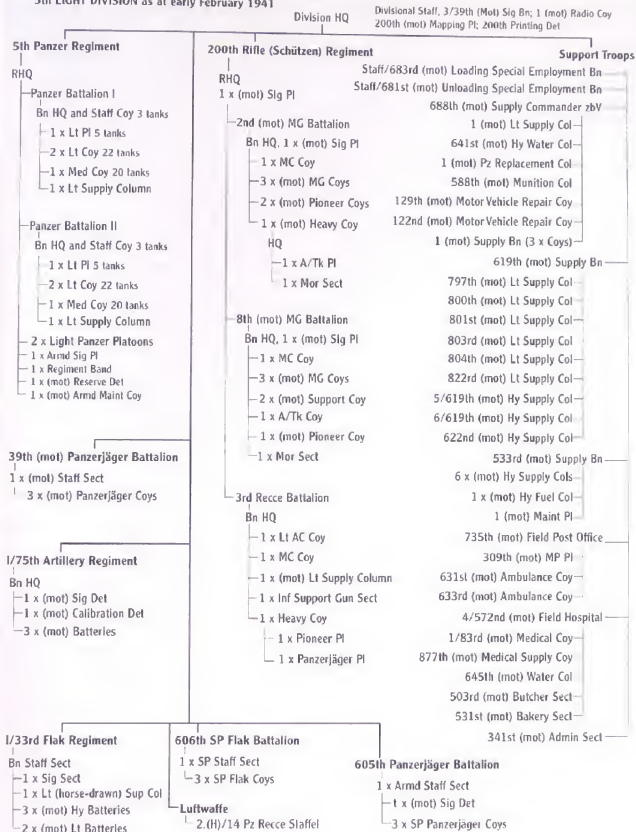 5th LIGHT DIVISION as at early February 1941
Division HQ
Divisional Staff, 3/39th (Mot) Sig Bn; 1 (mot) Radio Coy
200th (mot) Mapping Pl; 200th Printing Det
5th Panzer Regiment
RHQ
Panzer Battalion I
Bn HQ and Staff Coy 3 tanks
1 x Lt Pl 5 tanks
2 x Lt Coy 22 tanks
1 x Med Coy 20 tanks
1 x Lt Supply Column
Panzer Battalion II
Bn HQ and Staff Coy 3 tanks
1 x Lt Pl 5 tanks
2 x Lt Coy 22 tanks
1 x Med Coy 20 tanks
1 x Lt Supply Column
2 x Light Panzer Platoons
1 x Armd Sig Pl
1 x Regiment Band
1 x (mot) Reserve Det
1 x (mot) Armd Maint Coy
39th (mot) Panzerjäger Battalion
1 x (mot) Staff Sect
3 x (mot) Panzerjäger Coys
I/75th Artillery Regiment
Bn HQ
1 x (mot) Sig Det
1 x (mot) Calibration Det
3 x (mot) Batteries
I/33rd Flak Regiment
Bn Staff Sect
1 x Sig Sect
1 x Lt (horse-drawn) Sup Col
3 x (mot) Hy Batteries
2 x (mot) Lt Batteries
200th Rifle (Schützen) Regiment
RHQ
1 x (mot) Sig Pl
2nd (mot) MG Battalion
Bn HQ, 1 x (mot) Sig Pl
1 x MC Coy
3 x (mot) MG Coys
2 x (mot) Pioneer Coys
1 x (mot) Heavy Coy
HQ
1 x A/Tk Pl
1 x Mor Sect
8th (mot) MG Battalion
Bn HQ, 1 x (mot) Sig Pl
1 x MC Coy
3 x (mot) MG Coys
2 x (mot) Support Coy
1 x A/Tk Coy
1 x (mot) Pioneer Coy
1 x Mor Sect
3rd Recce Battalion
Bn HQ
1 x Lt AC Coy
1 x MC Coy
1 x (mot) Lt Supply Column
1 x Inf Support Gun Sect
1 x Heavy Coy
1 x Pioneer Pl
1 x Panzerjäger Pl
606th SP Flak Battalion
1 x SP Staff Sect
3 x SP Flak Coys
Luftwaffe
2.(H)/14 Pz Recce Staffel
605th Panzerjäger Battalion
1 x Armd Staff Sect
1 x (mot) Sig Det
3 x SP Panzerjäger Coys
Support Troops
Staff/683rd (mot) Loading Special Employment Bn
Staff/681st (mot) Unloading Special Employment Bn
688th (mot) Supply Commander zbV
1 (mot) Lt Supply Col
641st (mot) Hy Water Col
1 (mot) Pz Replacement Col
588th (mot) Munition Col
129th (mot) Motor Vehicle Repair Coy
122nd (mot) Motor Vehicle Repair Coy
1 (mot) Supply Bn (3 x Coys)
619th (mot) Supply Bn
797th (mot) Lt Supply Col
800th (mot) Lt Supply Col
801st (mot) Lt Supply Col
803rd (mot) Lt Supply Col
804th (mot) Lt Supply Col
822rd (mot) Lt Supply Col
5/619th (mot) Hy Supply Col
6/619th (mot) Hy Supply Col
622nd (mot) Hy Supply Col
533rd (mot) Supply Bn
6 x (mot) Hy Supply Cols
1 x (mot) Hy Fuel Col
1 (mot) Maint Pl
735th (mot) Field Post Office
309th (mot) MP Pl
631st (mot) Ambulance Coy
633rd (mot) Ambulance Coy
4/572nd (mot) Field Hospital
1/83rd (mot) Medical Coy
877th (mot) Medical Supply Coy
645th (mot) Water Col
503rd (mot) Butcher Sect
531st (mot) Bakery Sect
341st (mot) Admin Sect